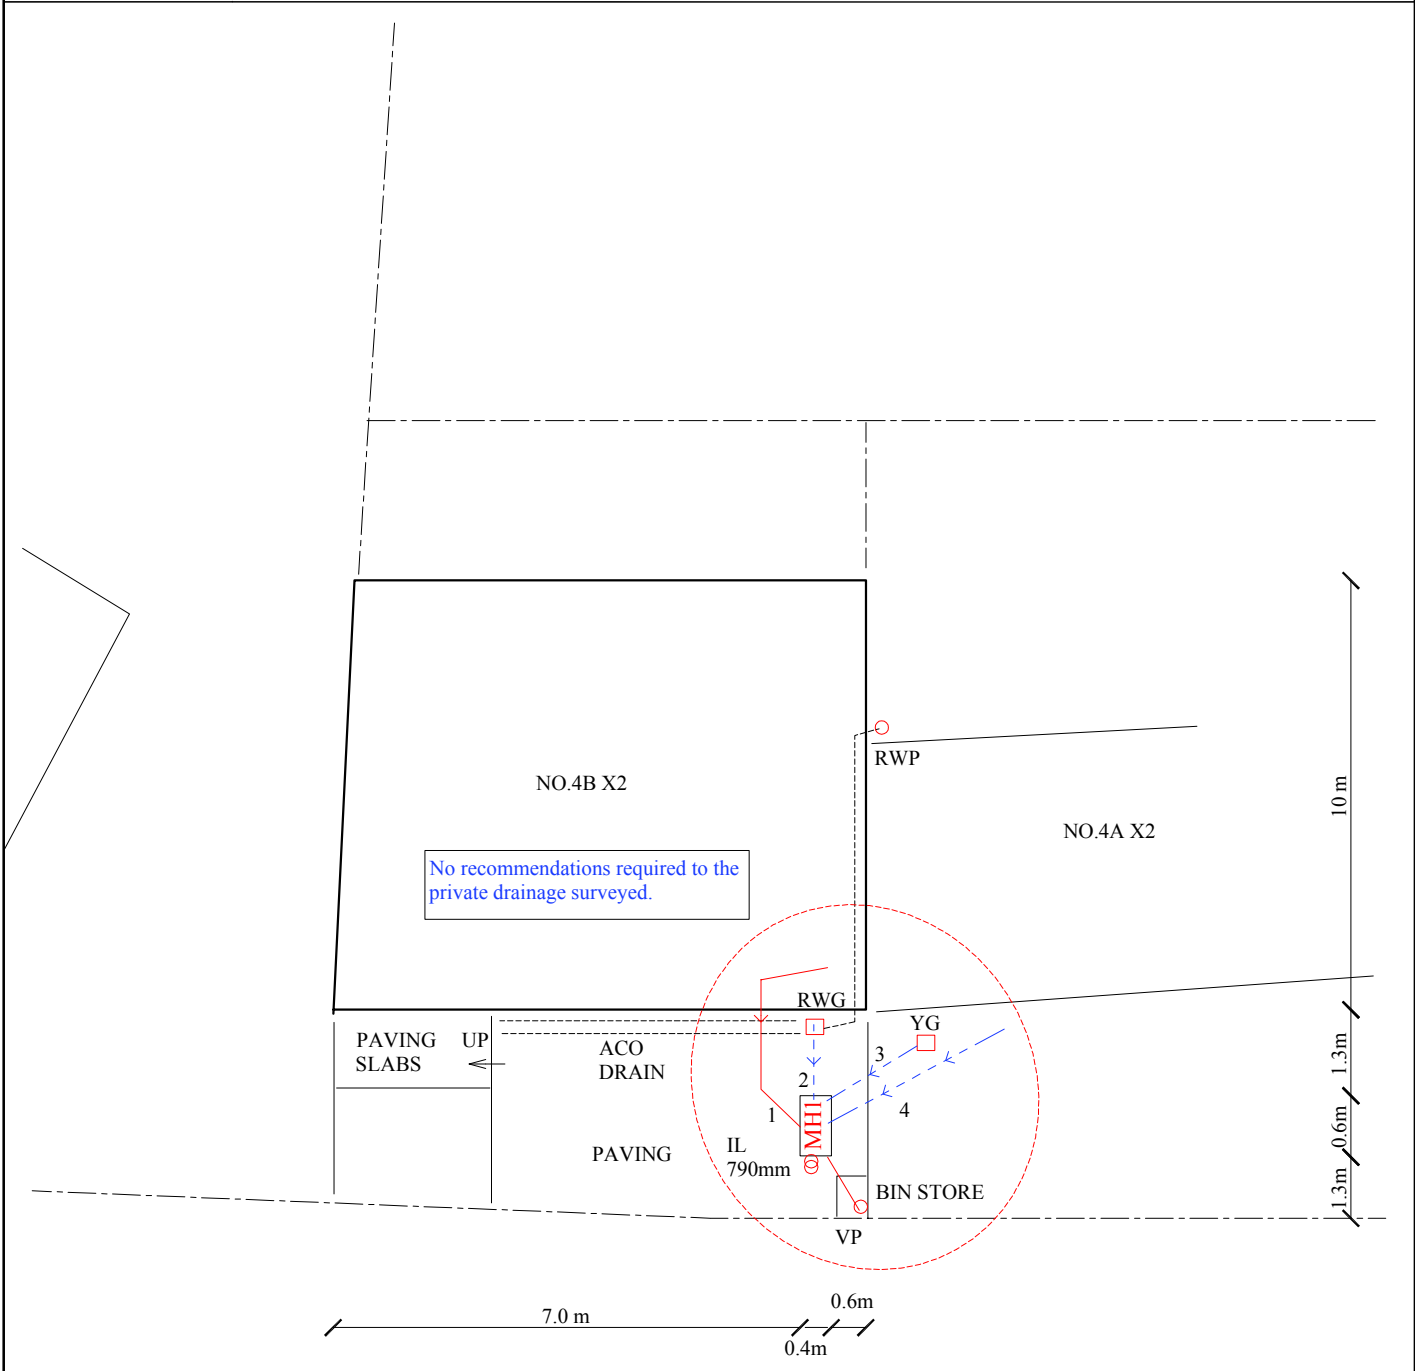 RWP
NO.4B X2
10 m
NO.4A X2
No recommendations required to the
private drainage surveyed.
RWG
YG
PAVING
SLABS
UP
ACO
DRAIN
3
1.3m
2
4
1
MH1
0.6m
IL
790mm
PAVING
BIN STORE
1.3m
VP
0.6m
7.0 m
0.4m